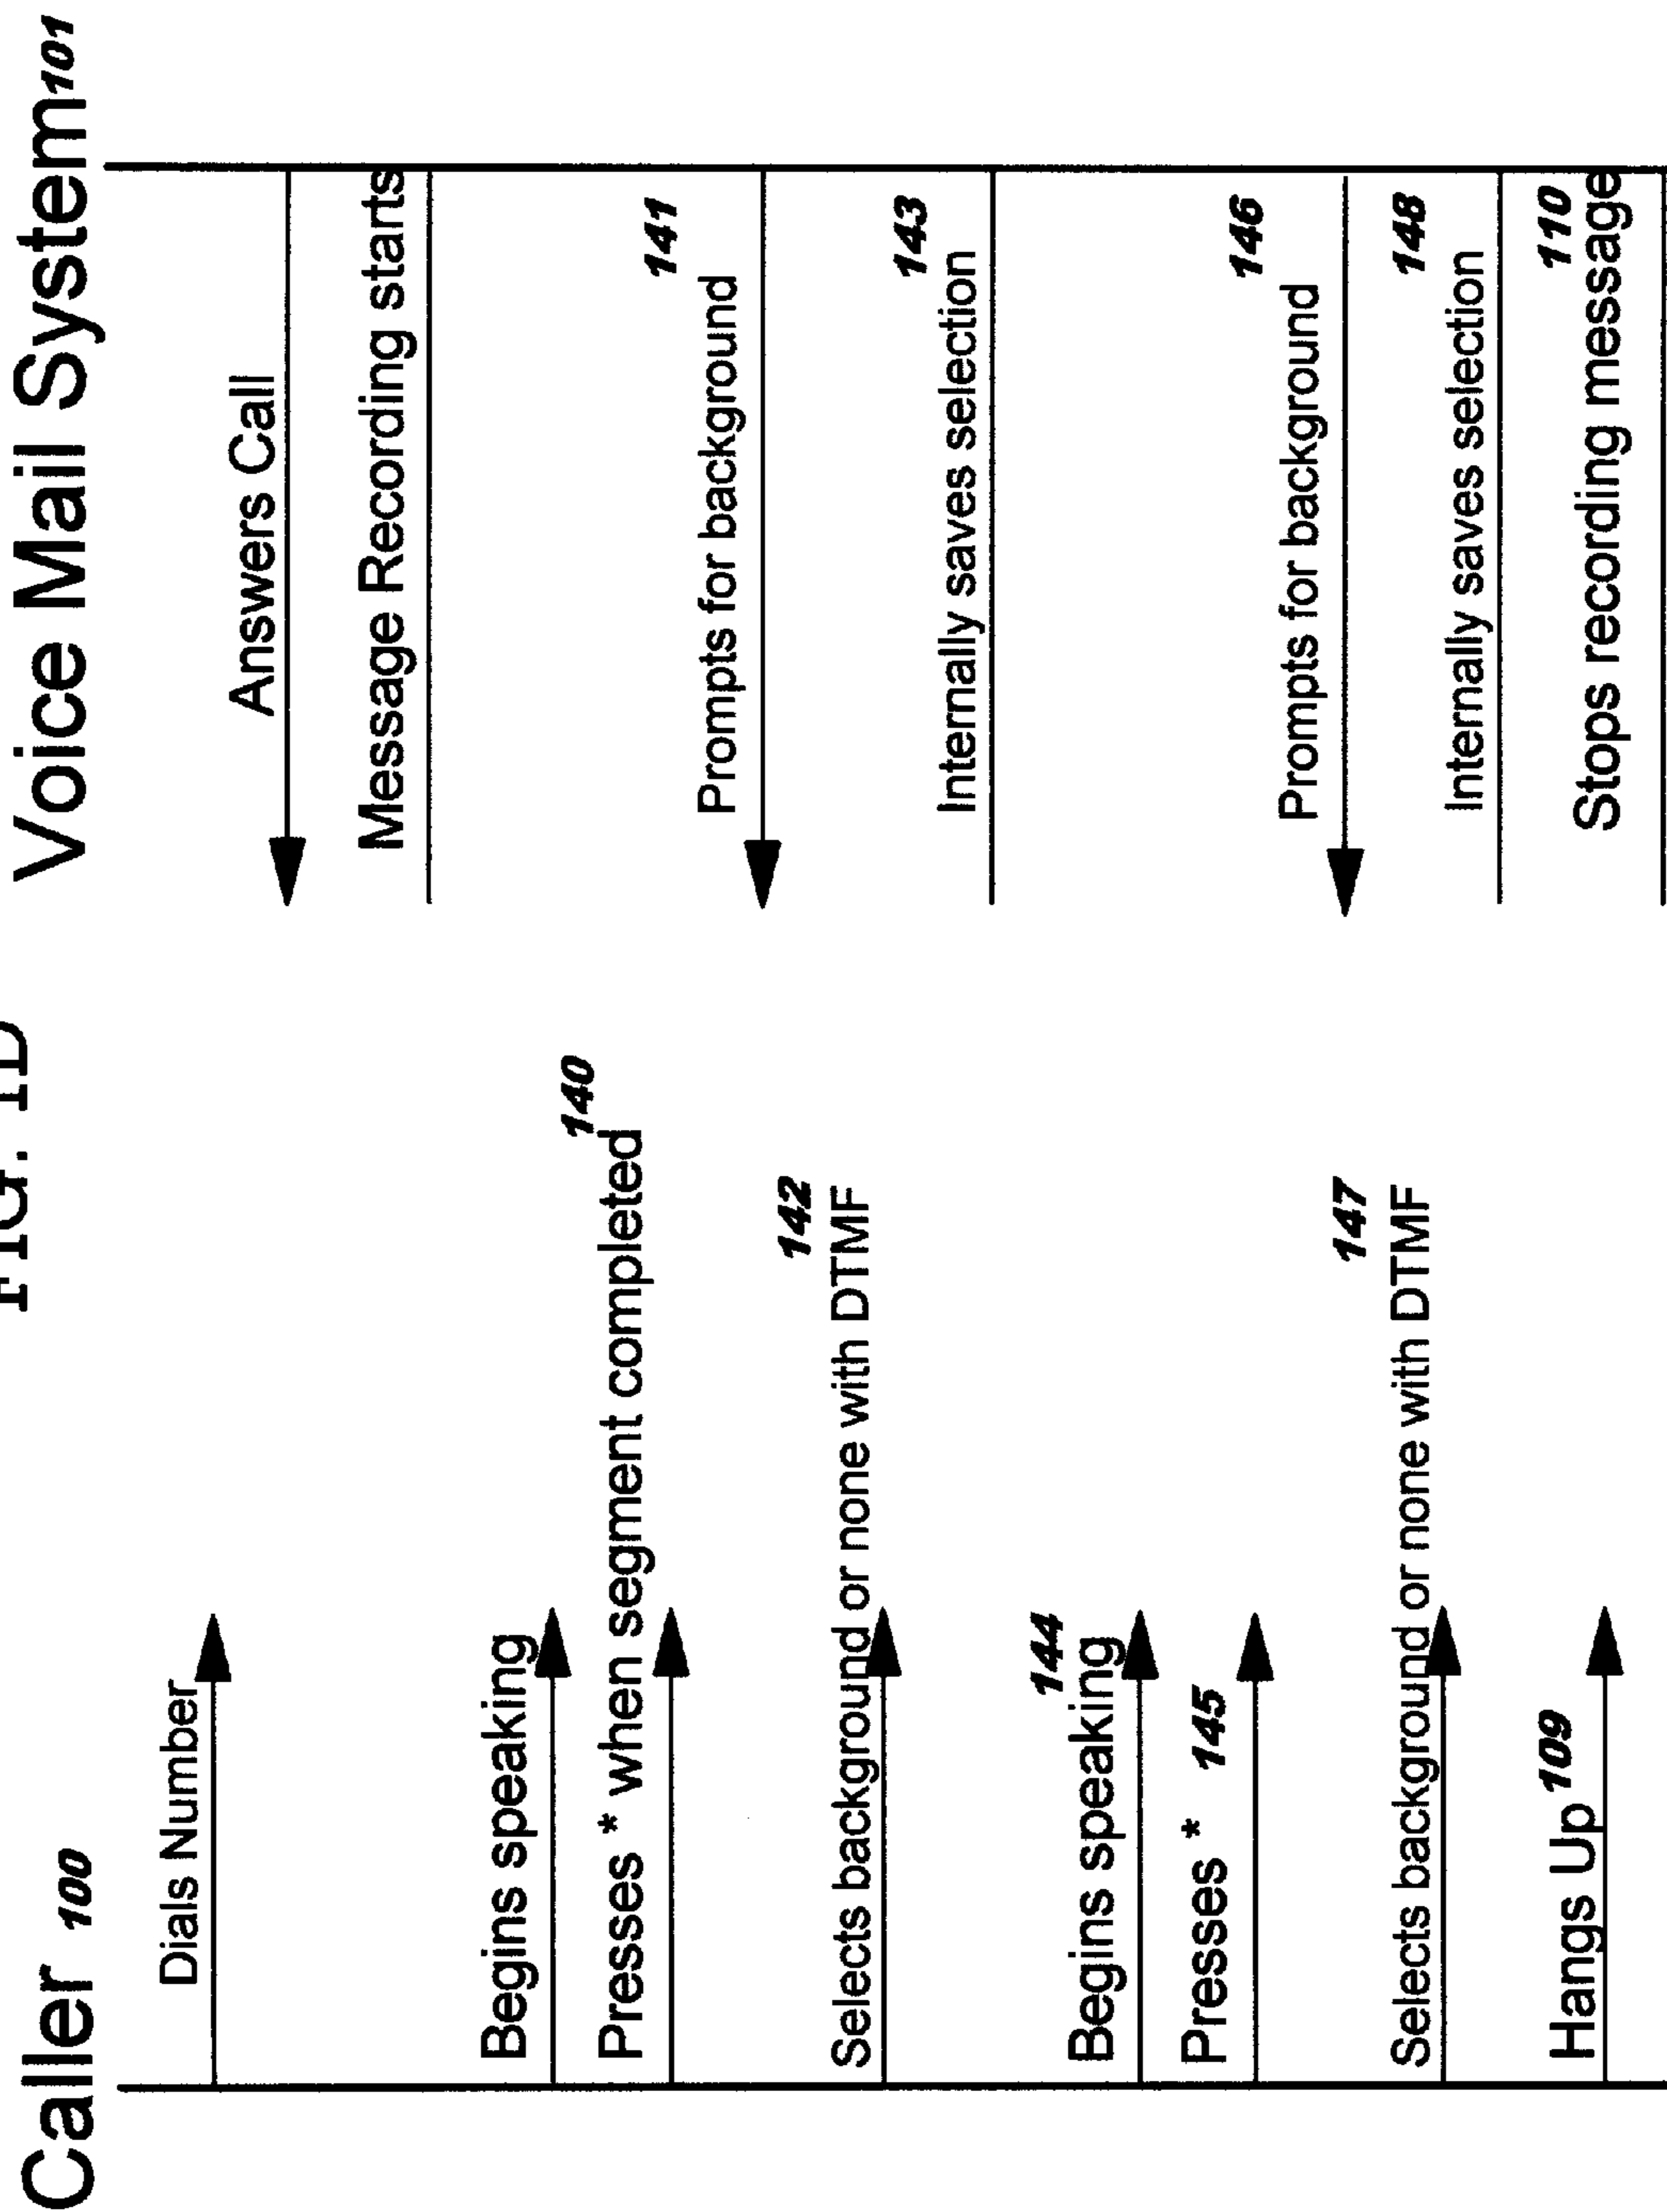 FIG. 1D
Caller 100
Voice Mail System 101
Dials Number
Answers Call
Message Recording starts
Begins speaking
140
Presses * when segment completed
141
Prompts for background
142
Selects background or none with DTMF
143
Internally saves selection
144
Begins speaking
Presses * 145
146
Prompts for background
147
Selects background or none with DTMF
148
Internally saves selection
Hangs Up 109
110
Stops recording message